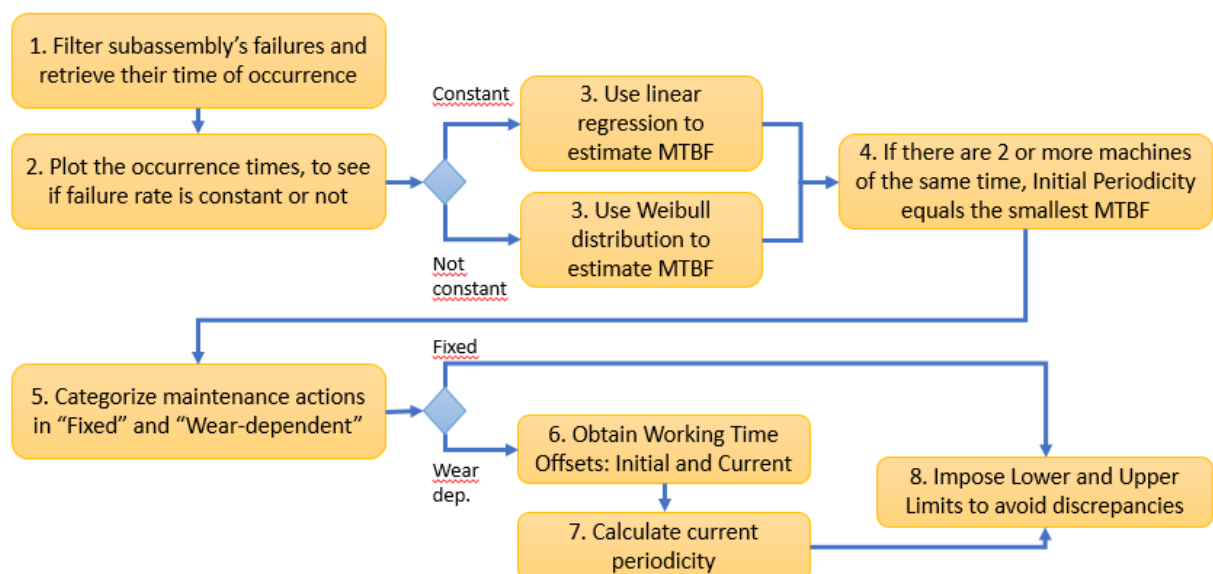 1. Filter subassembly’s failures and
retrieve their time of occurrence
2. Plot the occurrence times, to see
if failure rate is constant or not
Constant
Not
constant
3. Use linear
regression to
estimate MTBF
3. Use Weibull
distribution to
estimate MTBF
4. If there are 2 or more machines
of the same time, Initial Periodicity
equals the smallest MTBF
5. Categorize maintenance actions
in “Fixed” and “Wear-dependent”
Fixed
Wear
dep.
6. Obtain Working Time
Offsets: Initial and Current
7. Calculate current
periodicity
8. Impose Lower and Upper
Limits to avoid discrepancies